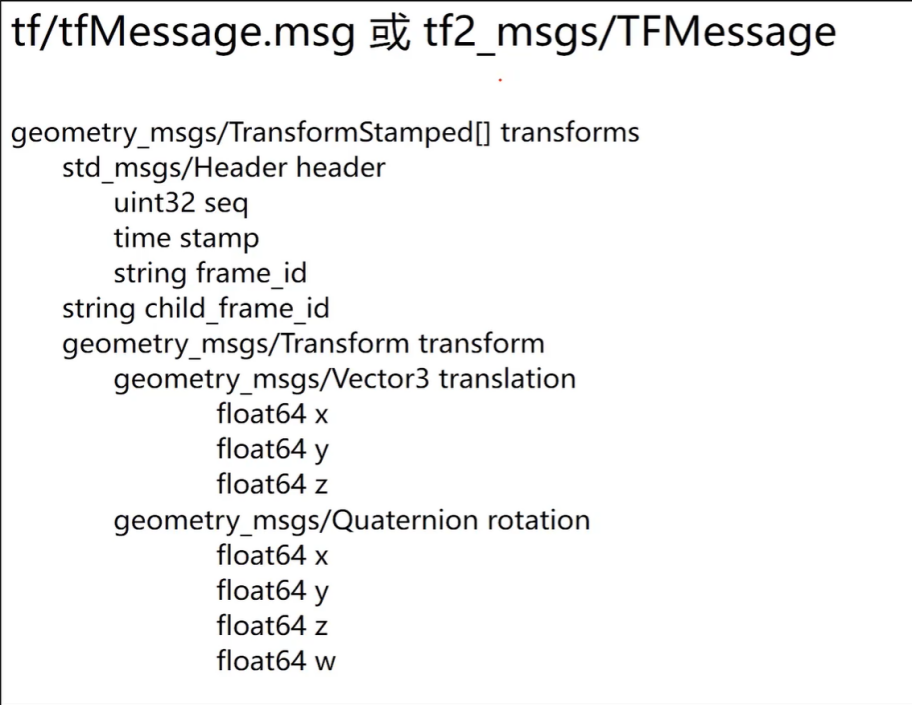 tf/tfMessage.msg 或 tf2_msgs/TFMessage
geometry_msgs/TransformStamped[] transforms
std_msgs/Header header
uint32 seq
time stamp
string frame_id
string child_frame_id
geometry_msgs/Transform transform
geometry_msgs/Vector3 translation
float64 x
float64 y
float64 z
geometry_msgs/Quaternion rotation
float64 x
float64 y
float64 z
float64 w